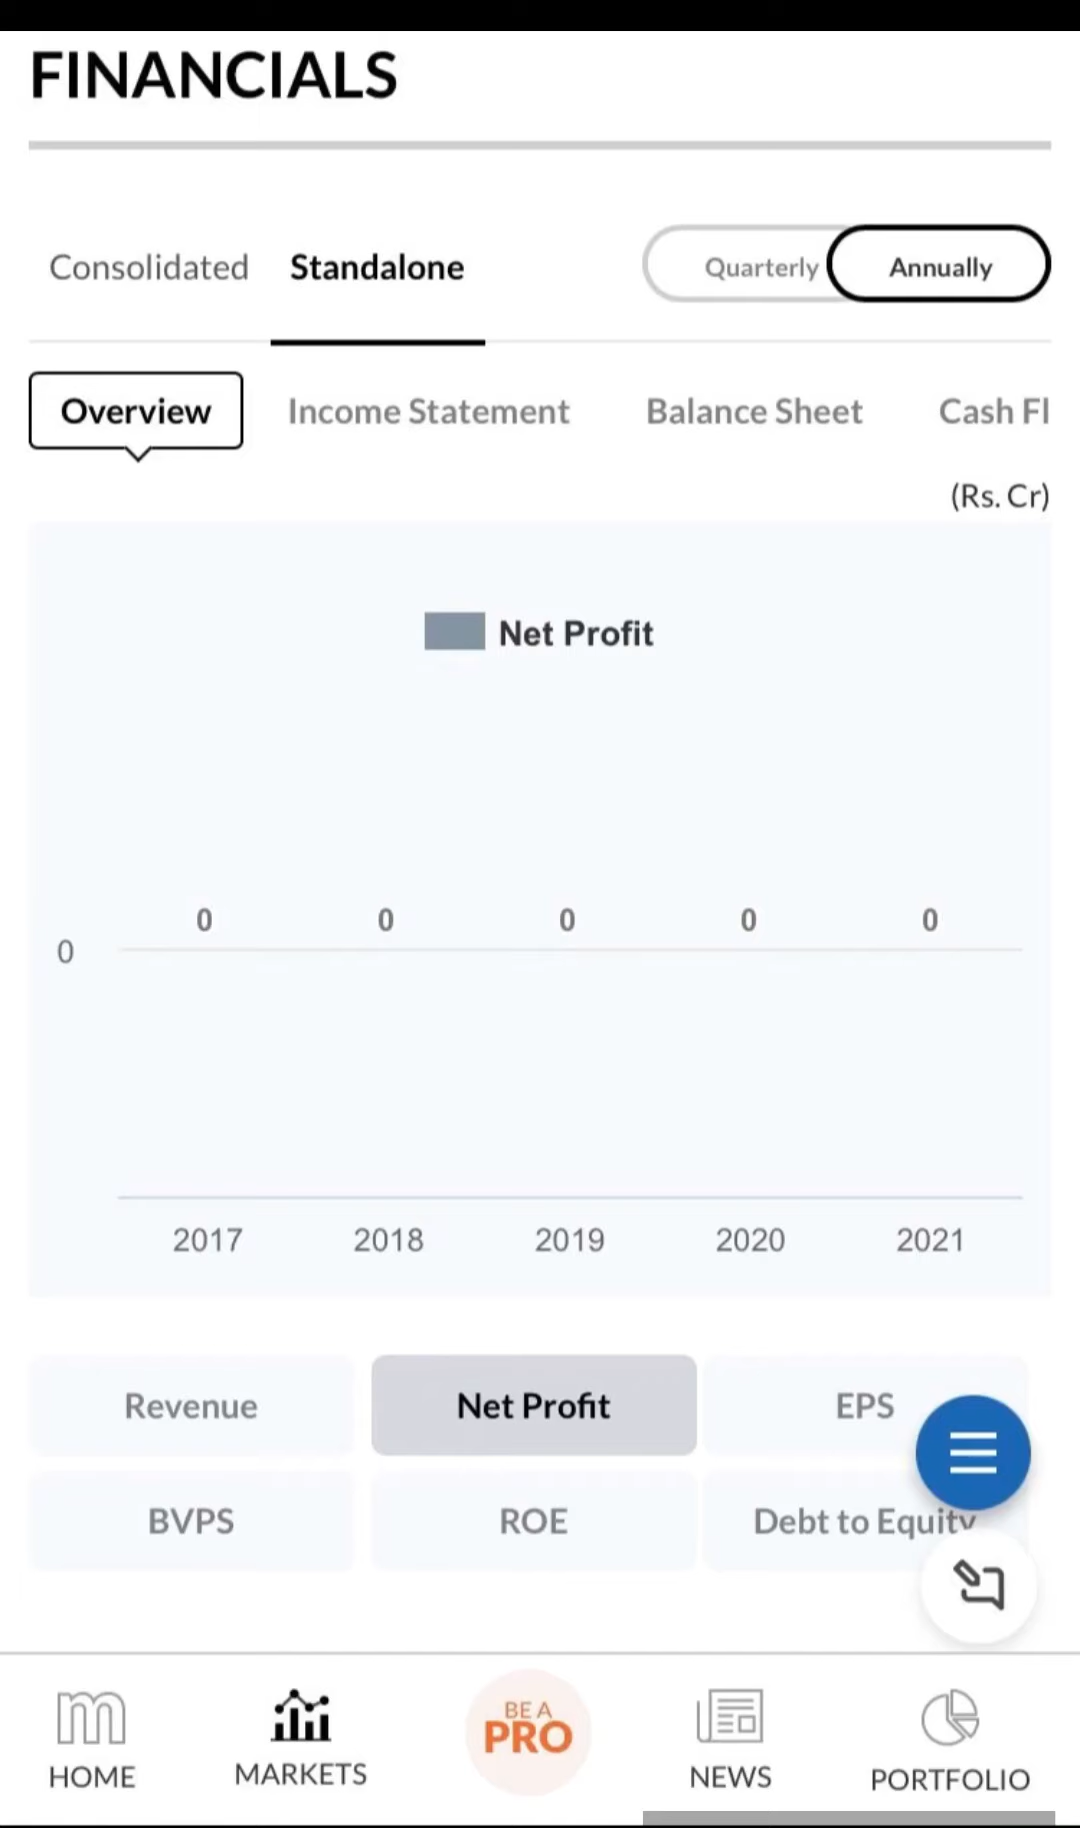 FINANCIALS
Consolidated Standalone Quarterly Annually
Overview Income Statement Balance Sheet Cash Fl
(Rs. Cr)
Net Profit
0 0 0 0 0
0
2017 2018 2019 2020 2021
Revenue Net Profit EPS
BVPS ROE Debt to Equity
BE A
PRO
HOME MARKETS NEWS PORTFOLIO